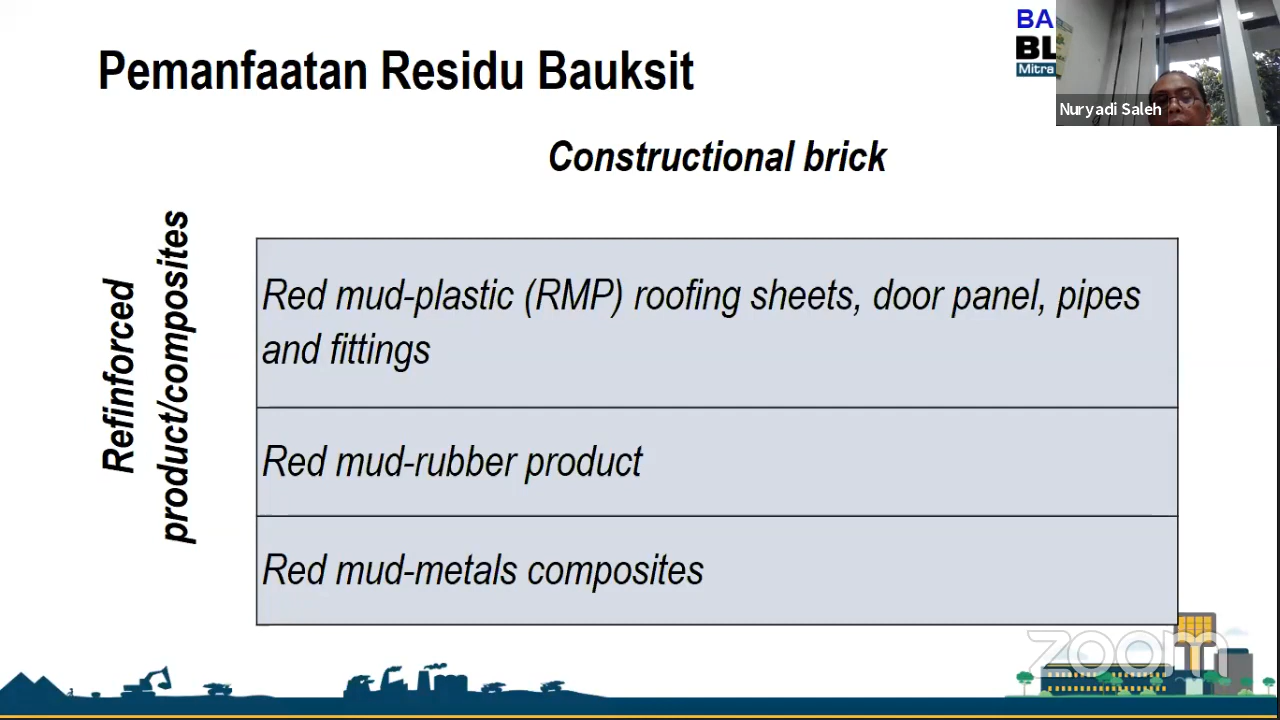 Pemanfaatan Residu Bauksit
BA
BL
Mitra
Nuryadi Saleh
Constructional brick
Refinforced
product/composites
Red mud-plastic (RMP) roofing sheets, door panel, pipes
and fittings
Red mud-rubber product
Red mud-metals composites
zoom